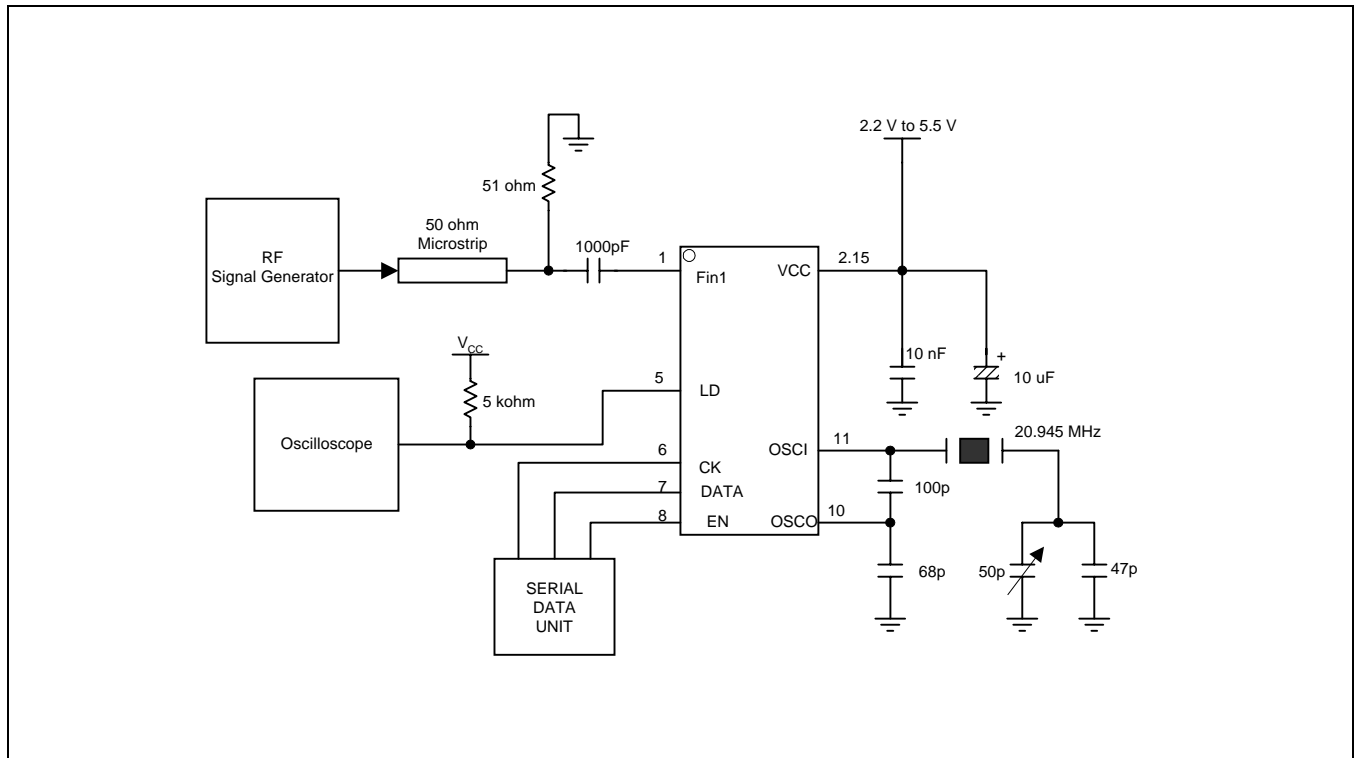 2.2 V to 5.5 V
51 ohm
50 ohm
Microstrip
1000pF
RF
Signal Generator
1
Fin1
VCC
2.15
10 nF
+
10 uF
VCC
5 kohm
5
LD
Oscilloscope
OSCI
11
20.945 MHz
100p
6
CK
7
DATA
8
EN
OSCO
10
68p
50p
47p
SERIAL
DATA
UNIT